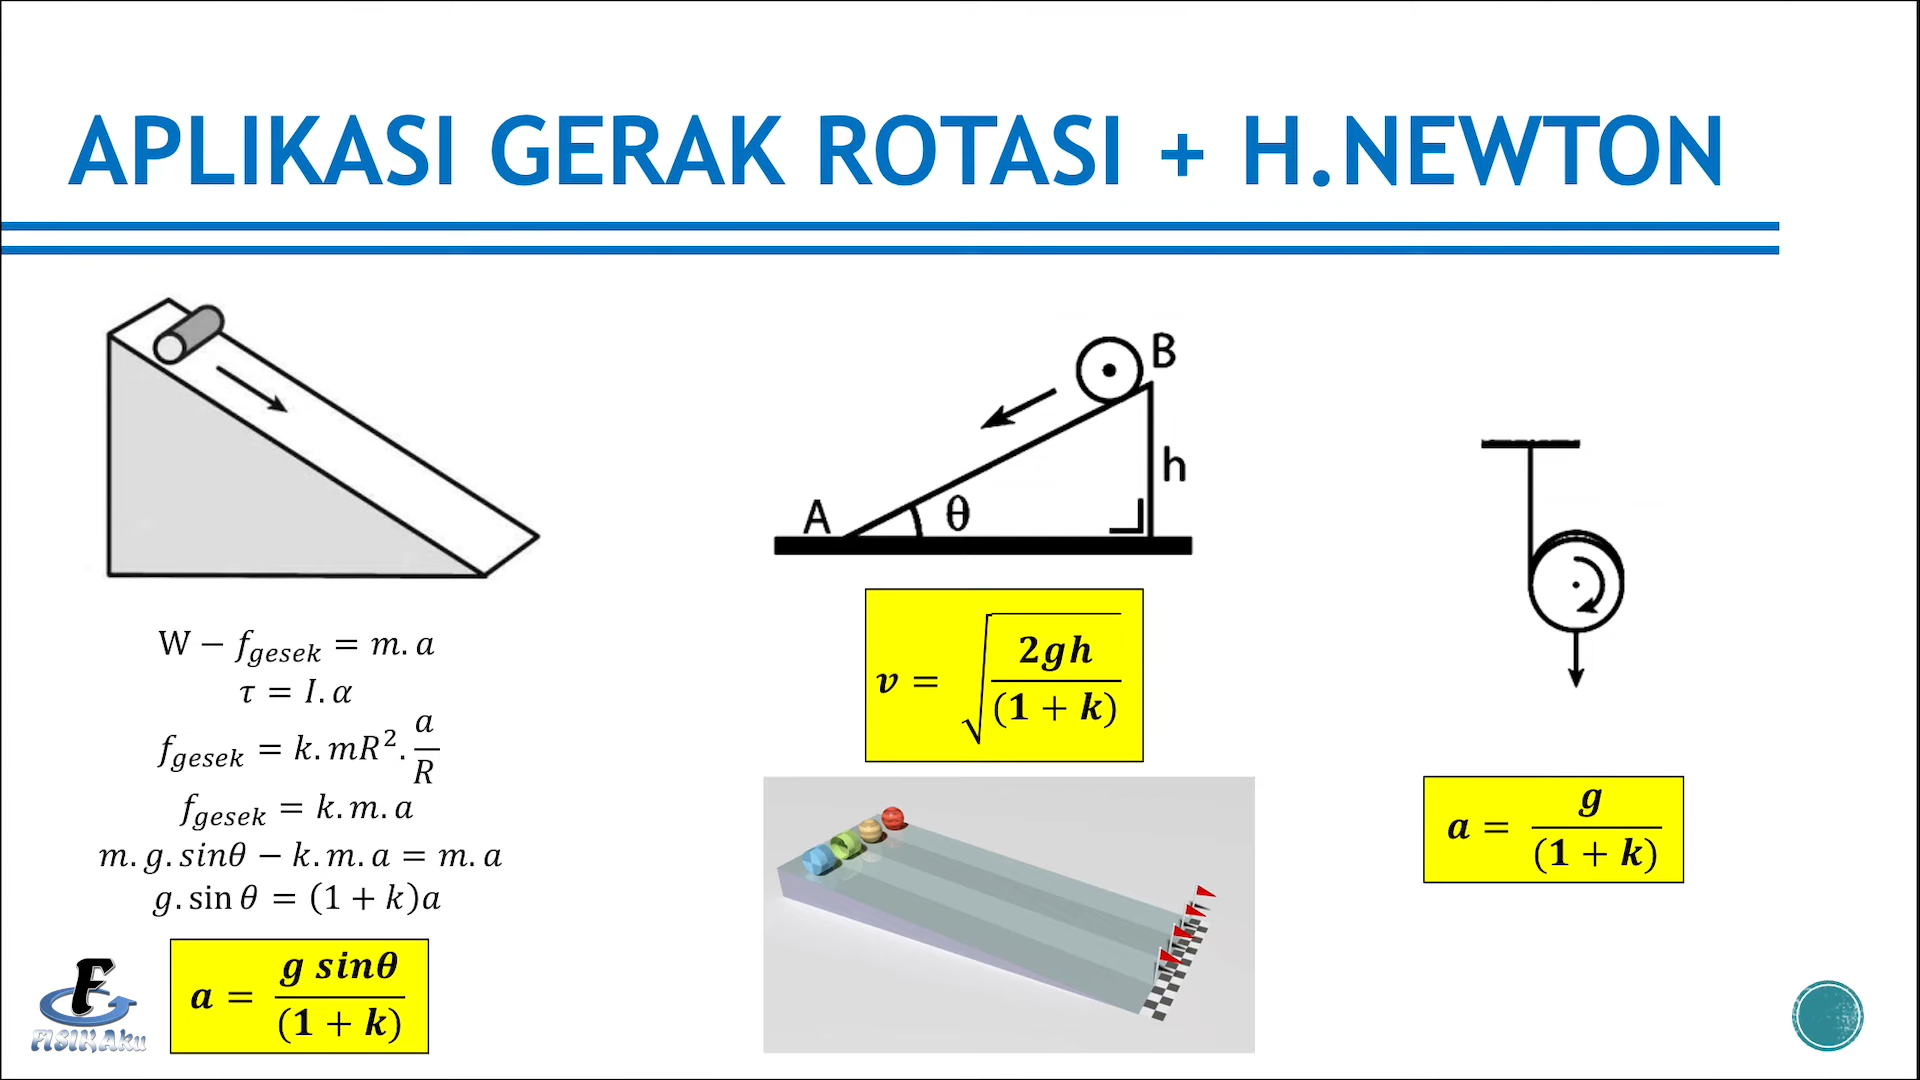 APLIKASI GERAK ROTASI + H.NEWTON
W − f_gesek = m.a
τ = I.α
f_gesek = k.mR².a/R
f_gesek = k.m.a
m.g.sinθ − k.m.a = m.a
g.sin θ = (1 + k)a
a = g sinθ/(1 + k)
B
h
A θ
v = √(2gh/(1 + k))
a = g/(1 + k)
F
FISIKAku